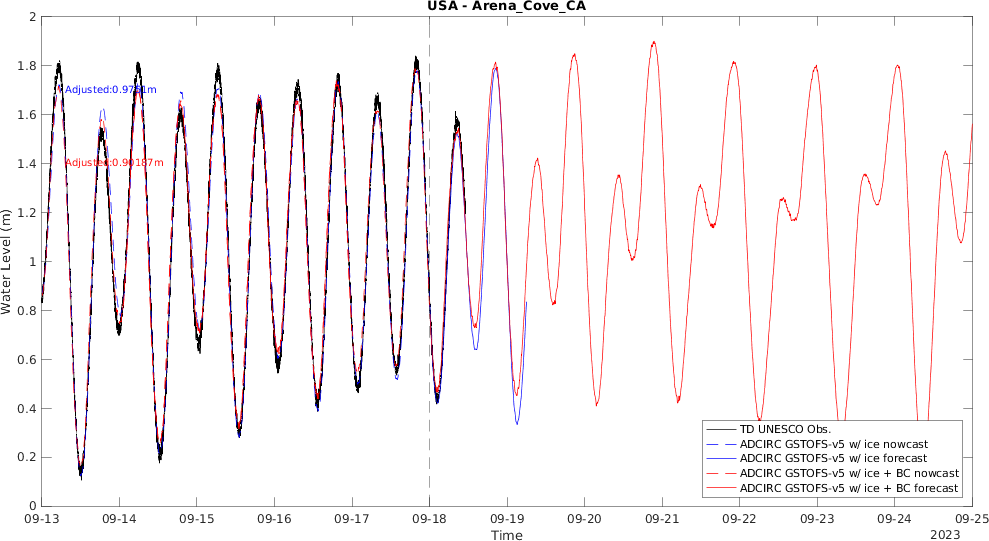 USA - Arena_Cove_CA
2
1.8
1.6
1.4
1.2
1
0.8
0.6
0.4
0.2
0
Water Level (m)
Adjusted:0.9761m
Adjusted:0.90187m
TD UNESCO Obs.
ADCIRC GSTOFS-v5 w/ ice nowcast
ADCIRC GSTOFS-v5 w/ ice forecast
ADCIRC GSTOFS-v5 w/ ice + BC nowcast
ADCIRC GSTOFS-v5 w/ ice + BC forecast
09-13 09-14 09-15 09-16 09-17 09-18 09-19 09-20 09-21 09-22 09-23 09-24 09-25
Time
2023